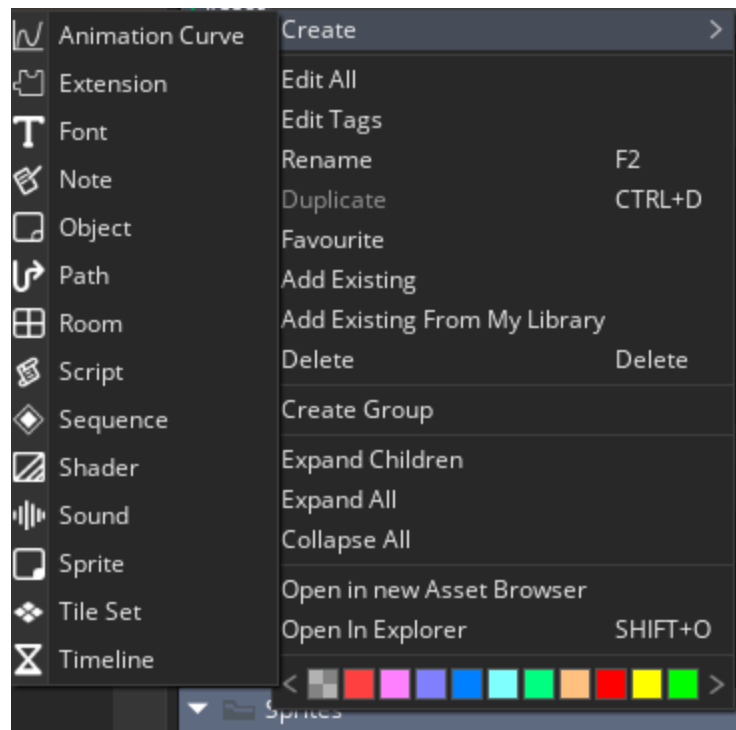 Create
Animation Curve
Extension
Font
Note
Object
Path
Room
Script
Sequence
Shader
Sound
Sprite
Tile Set
Timeline
Edit All
Edit Tags
Rename F2
Duplicate CTRL+D
Favourite
Add Existing
Add Existing From My Library
Delete Delete
Create Group
Expand Children
Expand All
Collapse All
Open in new Asset Browser
Open In Explorer SHIFT+O
Sprites